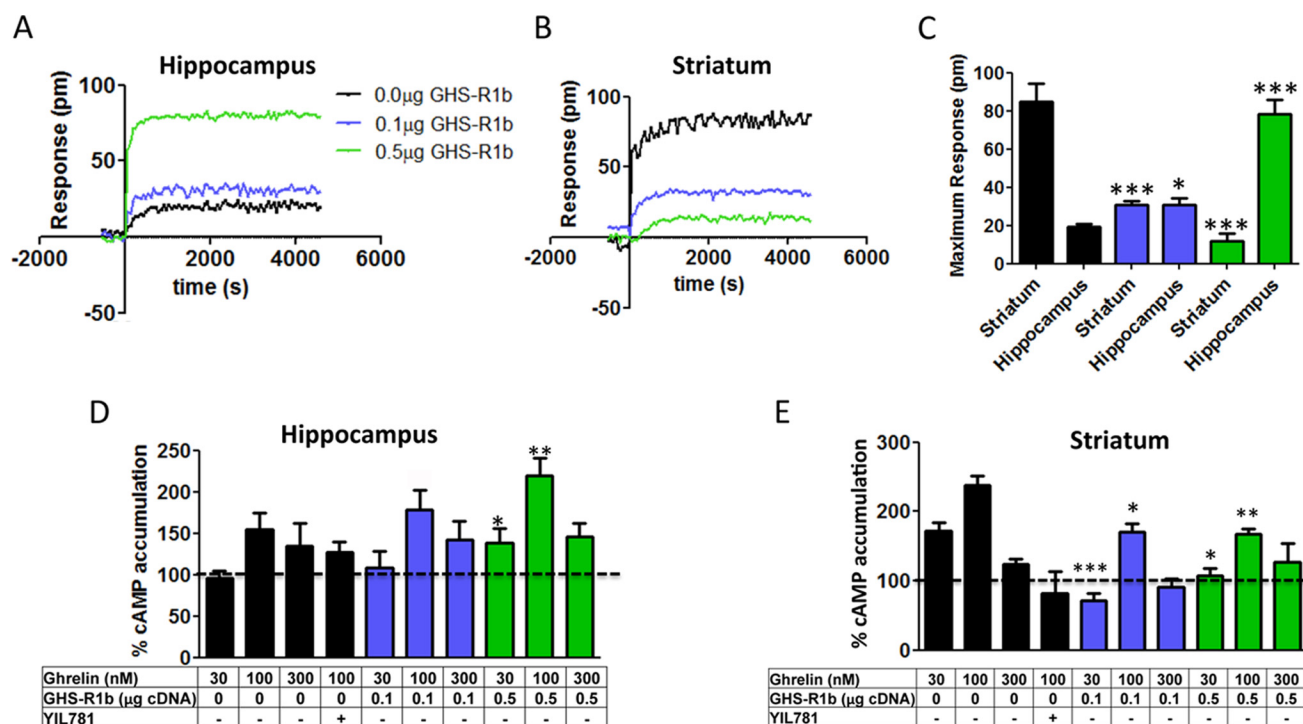 A
Hippocampus
Response (pm)
100
50
-50
-2000 0 2000 4000 6000
time (s)
0.0µg GHS-R1b
0.1µg GHS-R1b
0.5µg GHS-R1b
B
Striatum
Response (pm)
100
50
-50
-2000 0 2000 4000 6000
time (s)
C
Maximum Response (pm)
100
80
60
40
20
0
*** * *** ***
Striatum
Hippocampus
Striatum
Hippocampus
Striatum
Hippocampus
D
Hippocampus
% cAMP accumulation
250
200
150
100
50
0
* **
Ghrelin (nM) 30 100 300 100 30 100 300 30 100 300
GHS-R1b (µg cDNA) 0 0 0 0 0.1 0.1 0.1 0.5 0.5 0.5
YIL781 - - - + - - - - - -
E
Striatum
% cAMP accumulation
300
200
100
0
*** * * **
Ghrelin (nM) 30 100 300 100 30 100 300 30 100 300
GHS-R1b (µg cDNA) 0 0 0 0 0.1 0.1 0.1 0.5 0.5 0.5
YIL781 - - - + - - - - - -